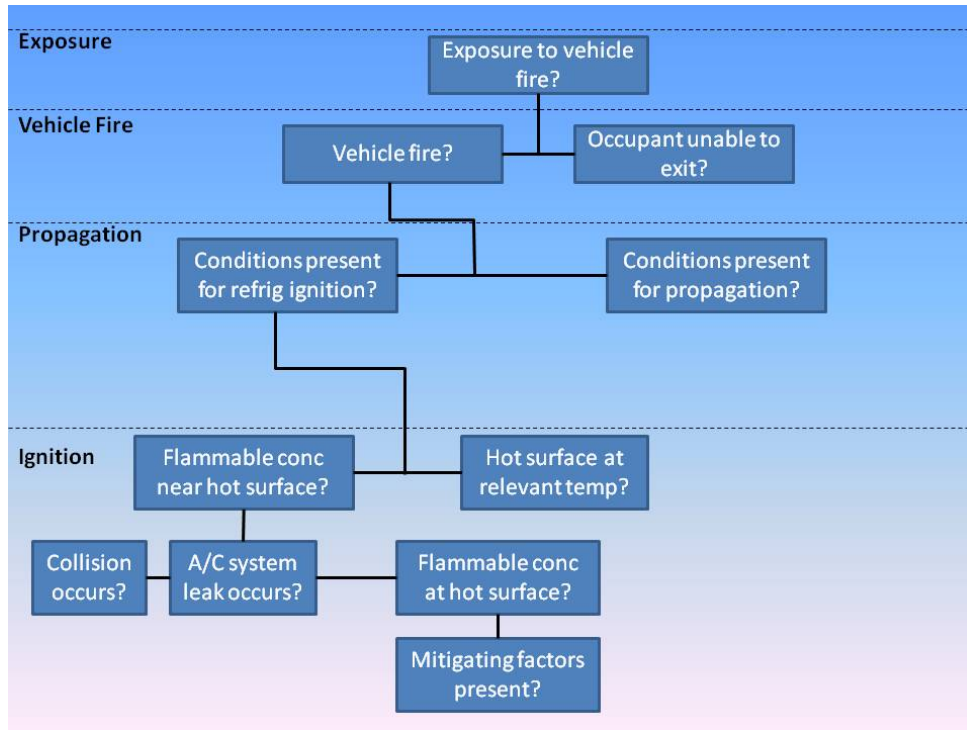 Exposure
Exposure to vehicle
fire?
Vehicle Fire
Vehicle fire?
Occupant unable to
exit?
Propagation
Conditions present
for refrig ignition?
Conditions present
for propagation?
Ignition
Flammable conc
near hot surface?
Hot surface at
relevant temp?
Collision
occurs?
A/C system
leak occurs?
Flammable conc
at hot surface?
Mitigating factors
present?